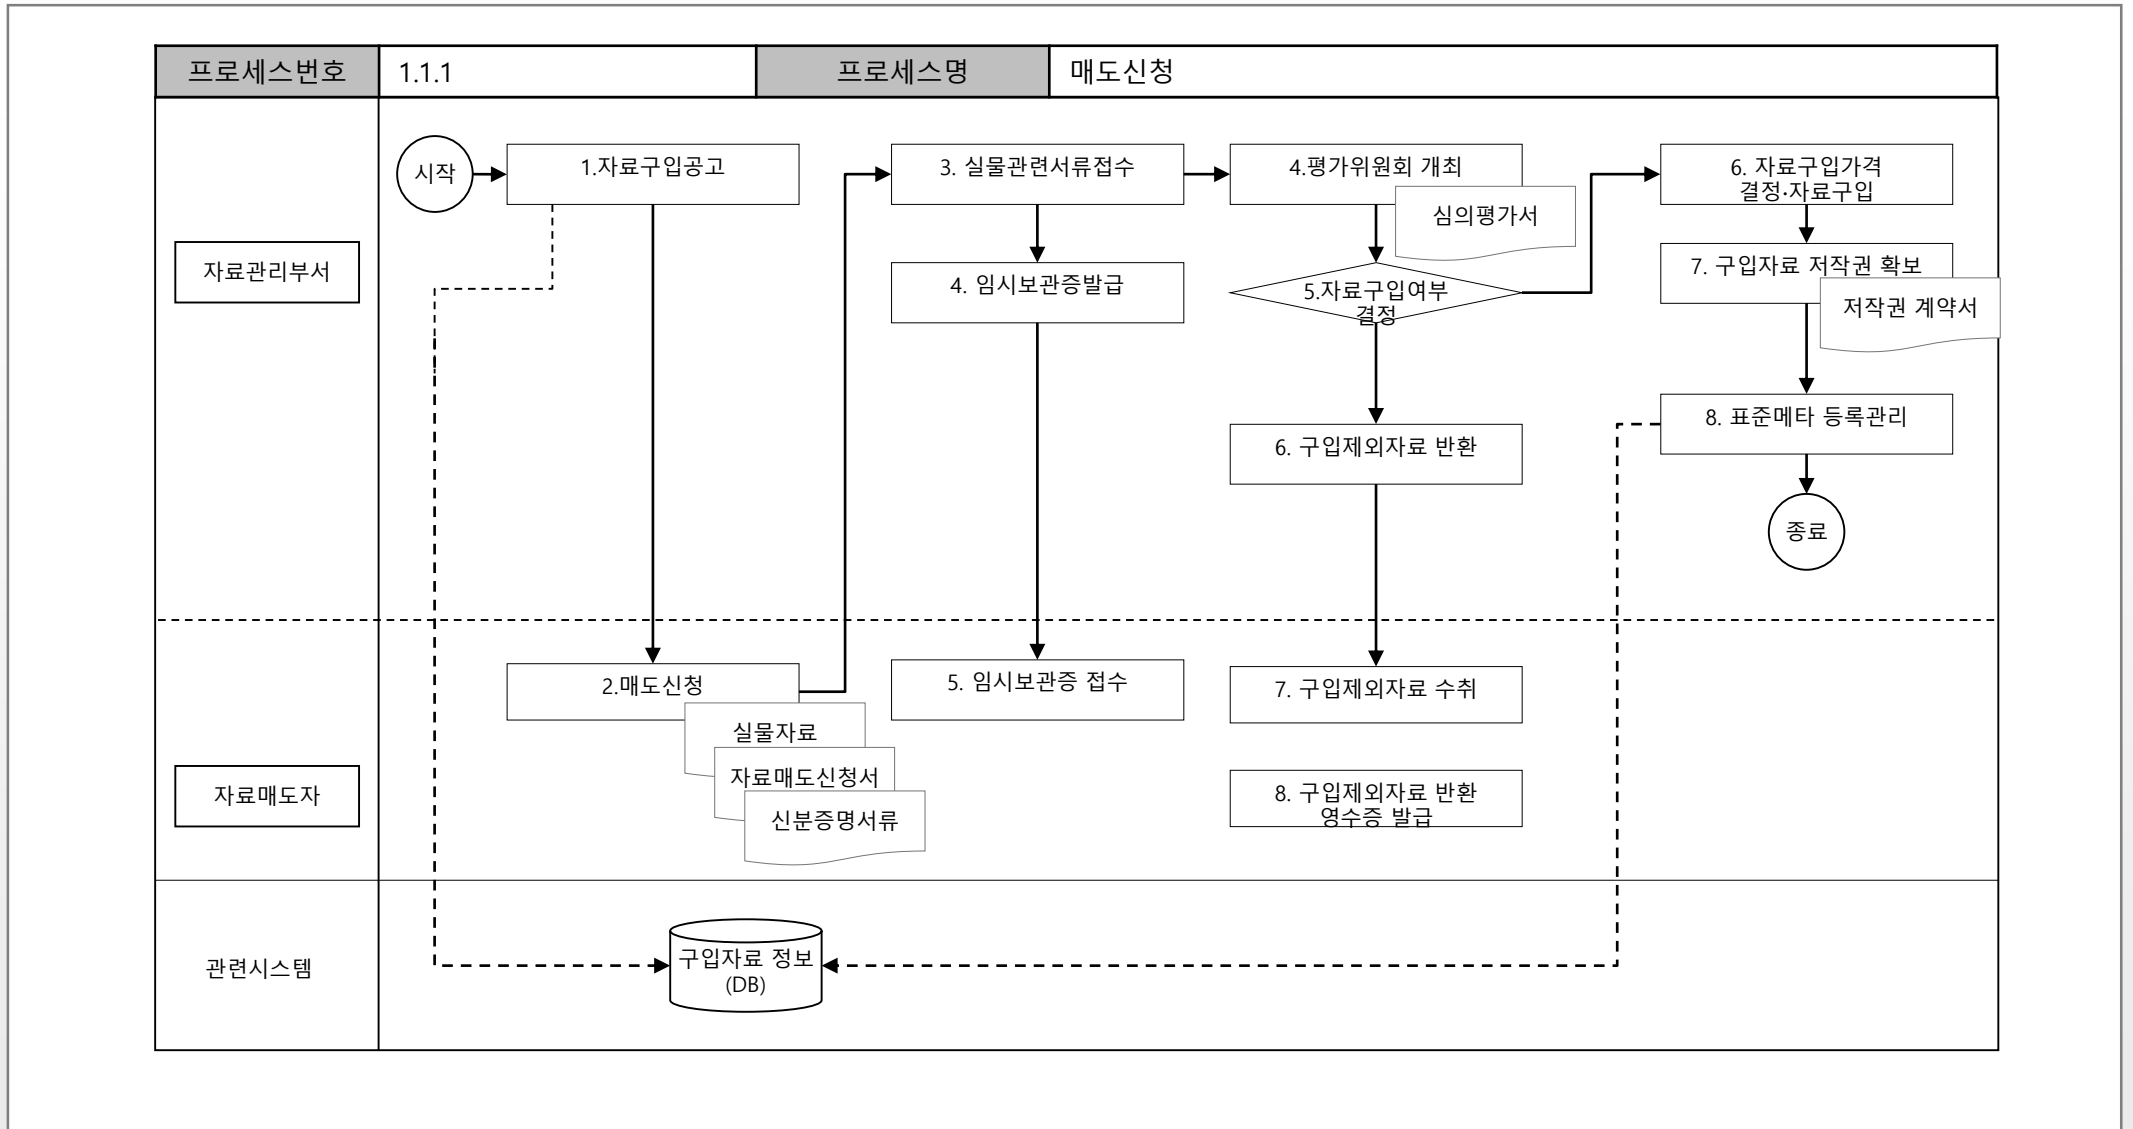 프로세스번호
1.1.1
프로세스명
매도신청
자료관리부서
시작
1.자료구입공고
3. 실물관련서류접수
4.평가위원회 개최
심의평가서
6. 자료구입가격
결정·자료구입
4. 임시보관증발급
5.자료구입여부
결정
7. 구입자료 저작권 확보
저작권 계약서
6. 구입제외자료 반환
8. 표준메타 등록관리
종료
자료매도자
2.매도신청
실물자료
자료매도신청서
신분증명서류
5. 임시보관증 접수
7. 구입제외자료 수취
8. 구입제외자료 반환
영수증 발급
관련시스템
구입자료 정보
(DB)